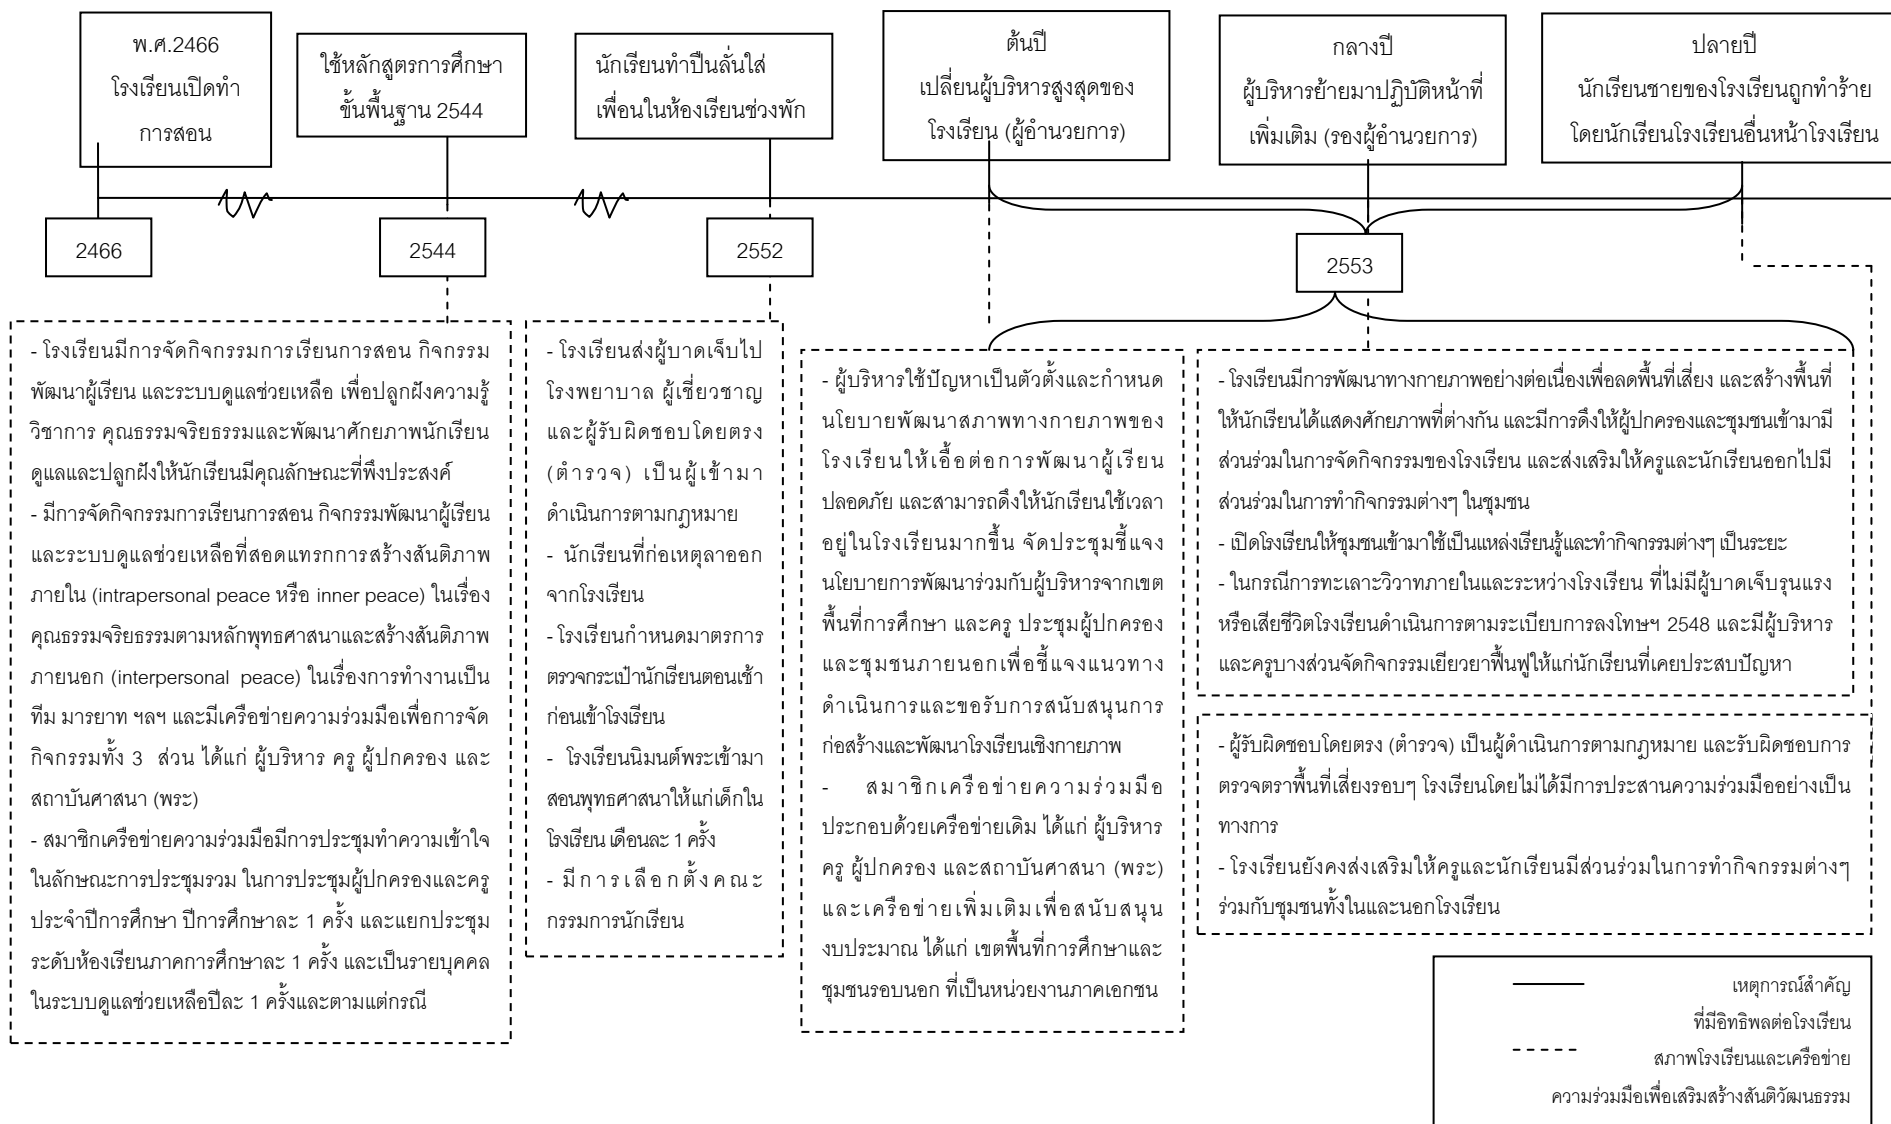 พ.ศ.2466
โรงเรียนเปิดทำ
การสอน
ใช้หลักสูตรการศึกษา
ขั้นพื้นฐาน 2544
นักเรียนทำปืนลั่นใส่
เพื่อนในห้องเรียนช่วงพัก
ต้นปี
เปลี่ยนผู้บริหารสูงสุดของ
โรงเรียน (ผู้อำนวยการ)
กลางปี
ผู้บริหารย้ายมาปฏิบัติหน้าที่
เพิ่มเติม (รองผู้อำนวยการ)
ปลายปี
นักเรียนชายของโรงเรียนถูกทำร้าย
โดยนักเรียนโรงเรียนอื่นหน้าโรงเรียน
2466
2544
2552
2553
- โรงเรียนมีการจัดกิจกรรมการเรียนการสอน กิจกรรม
พัฒนาผู้เรียน และระบบดูแลช่วยเหลือ เพื่อปลูกฝังความรู้
วิชาการ คุณธรรมจริยธรรมและพัฒนาศักยภาพนักเรียน
ดูแลและปลูกฝังให้นักเรียนมีคุณลักษณะที่พึงประสงค์
- มีการจัดกิจกรรมการเรียนการสอน กิจกรรมพัฒนาผู้เรียน
และระบบดูแลช่วยเหลือที่สอดแทรกการสร้างสันติภาพ
ภายใน (intrapersonal peace หรือ inner peace) ในเรื่อง
คุณธรรมจริยธรรมตามหลักพุทธศาสนาและสร้างสันติภาพ
ภายนอก (interpersonal peace) ในเรื่องการทำงานเป็น
ทีม มารยาท ฯลฯ และมีเครือข่ายความร่วมมือเพื่อการจัด
กิจกรรมทั้ง 3 ส่วน ได้แก่ ผู้บริหาร ครู ผู้ปกครอง และ
สถาบันศาสนา (พระ)
- สมาชิกเครือข่ายความร่วมมือมีการประชุมทำความเข้าใจ
ในลักษณะการประชุมรวม ในการประชุมผู้ปกครองและครู
ประจำปีการศึกษา ปีการศึกษาละ 1 ครั้ง และแยกประชุม
ระดับห้องเรียนภาคการศึกษาละ 1 ครั้ง และเป็นรายบุคคล
ในระบบดูแลช่วยเหลือปีละ 1 ครั้งและตามแต่กรณี
- โรงเรียนส่งผู้บาดเจ็บไป
โรงพยาบาล ผู้เชี่ยวชาญ
และผู้รับผิดชอบโดยตรง
(ตำรวจ) เป็นผู้เข้ามา
ดำเนินการตามกฎหมาย
- นักเรียนที่ก่อเหตุลาออก
จากโรงเรียน
- โรงเรียนกำหนดมาตรการ
ตรวจกระเป๋านักเรียนตอนเช้า
ก่อนเข้าโรงเรียน
- โรงเรียนนิมนต์พระเข้ามา
สอนพุทธศาสนาให้แก่เด็กใน
โรงเรียน เดือนละ 1 ครั้ง
- มีการเลือกตั้งคณะ
กรรมการนักเรียน
- ผู้บริหารใช้ปัญหาเป็นตัวตั้งและกำหนด
นโยบายพัฒนาสภาพทางกายภาพของ
โรงเรียนให้เอื้อต่อการพัฒนาผู้เรียน
ปลอดภัย และสามารถดึงให้นักเรียนใช้เวลา
อยู่ในโรงเรียนมากขึ้น จัดประชุมชี้แจง
นโยบายการพัฒนาร่วมกับผู้บริหารจากเขต
พื้นที่การศึกษา และครู ประชุมผู้ปกครอง
และชุมชนภายนอกเพื่อชี้แจงแนวทาง
ดำเนินการและขอรับการสนับสนุนการ
ก่อสร้างและพัฒนาโรงเรียนเชิงกายภาพ
- สมาชิกเครือข่ายความร่วมมือ
ประกอบด้วยเครือข่ายเดิม ได้แก่ ผู้บริหาร
ครู ผู้ปกครอง และสถาบันศาสนา (พระ)
และเครือข่ายเพิ่มเติมเพื่อสนับสนุน
งบประมาณ ได้แก่ เขตพื้นที่การศึกษาและ
ชุมชนรอบนอก ที่เป็นหน่วยงานภาคเอกชน
- โรงเรียนมีการพัฒนาทางกายภาพอย่างต่อเนื่องเพื่อลดพื้นที่เสี่ยง และสร้างพื้นที่
ให้นักเรียนได้แสดงศักยภาพที่ต่างกัน และมีการดึงให้ผู้ปกครองและชุมชนเข้ามามี
ส่วนร่วมในการจัดกิจกรรมของโรงเรียน และส่งเสริมให้ครูและนักเรียนออกไปมี
ส่วนร่วมในการทำกิจกรรมต่างๆ ในชุมชน
- เปิดโรงเรียนให้ชุมชนเข้ามาใช้เป็นแหล่งเรียนรู้และทำกิจกรรมต่างๆ เป็นระยะ
- ในกรณีการทะเลาะวิวาทภายในและระหว่างโรงเรียน ที่ไม่มีผู้บาดเจ็บรุนแรง
หรือเสียชีวิตโรงเรียนดำเนินการตามระเบียบการลงโทษฯ 2548 และมีผู้บริหาร
และครูบางส่วนจัดกิจกรรมเยียวยาฟื้นฟูให้แก่นักเรียนที่เคยประสบปัญหา
- ผู้รับผิดชอบโดยตรง (ตำรวจ) เป็นผู้ดำเนินการตามกฎหมาย และรับผิดชอบการ
ตรวจตราพื้นที่เสี่ยงรอบๆ โรงเรียนโดยไม่ได้มีการประสานความร่วมมืออย่างเป็น
ทางการ
- โรงเรียนยังคงส่งเสริมให้ครูและนักเรียนมีส่วนร่วมในการทำกิจกรรมต่างๆ
ร่วมกับชุมชนทั้งในและนอกโรงเรียน
เหตุการณ์สำคัญ
ที่มีอิทธิพลต่อโรงเรียน
สภาพโรงเรียนและเครือข่าย
ความร่วมมือเพื่อเสริมสร้างสันติวัฒนธรรม